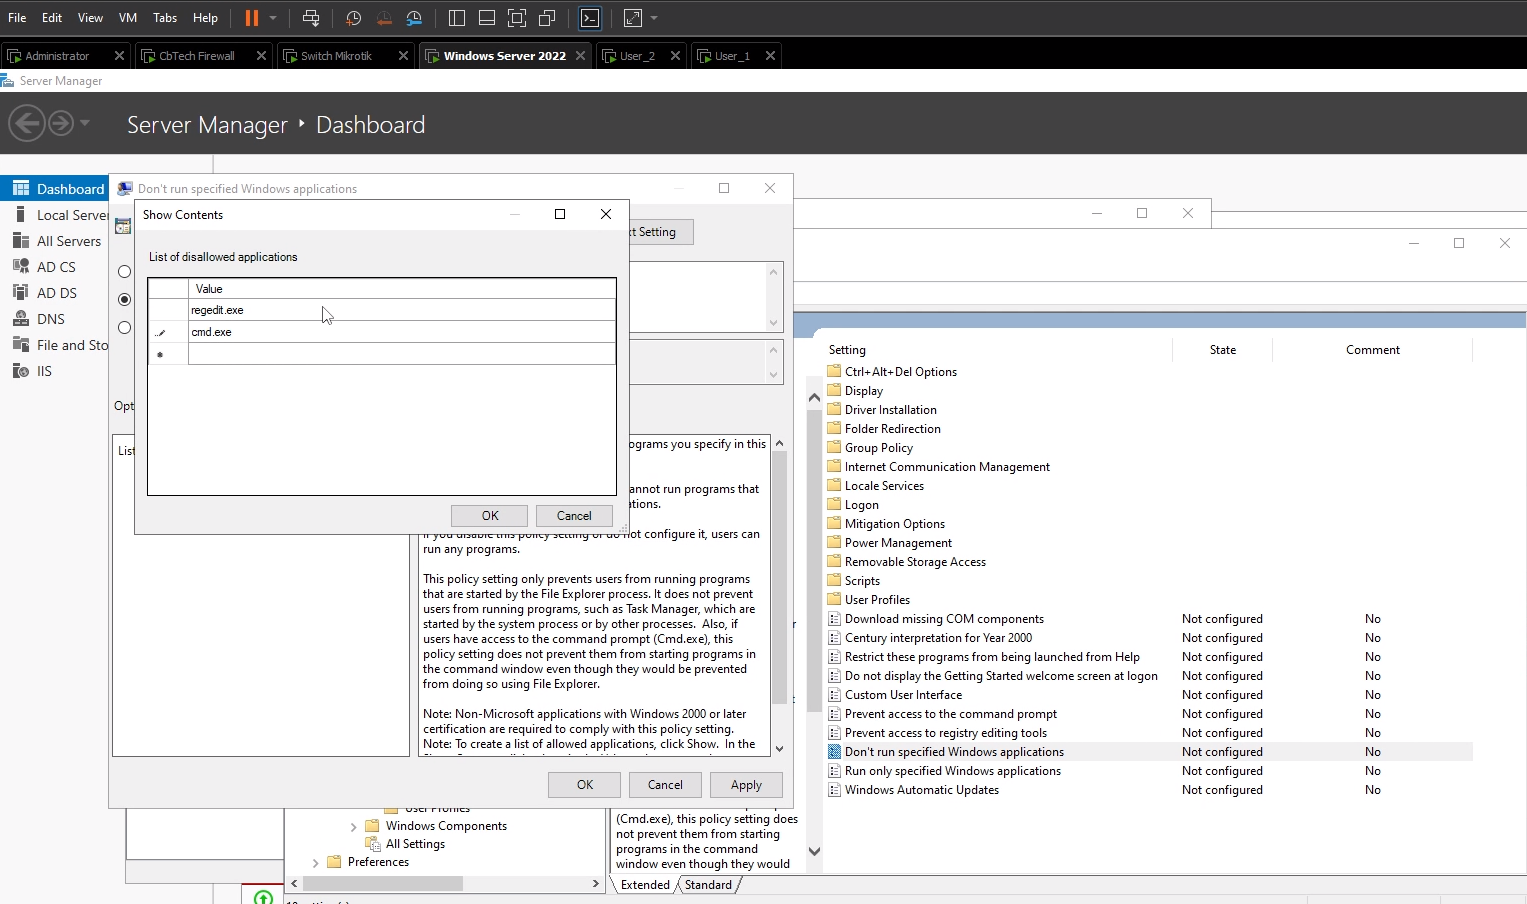 File Edit View VM Tabs Help
Administrator CbTech Firewall Switch Mikrotik Windows Server 2022 User_2 User_1
Server Manager
Server Manager Dashboard
Dashboard
Local Server
All Servers
AD CS
AD DS
DNS
File and Sto
IIS
Don't run specified Windows applications
Show Contents
List of disallowed applications
Value
regedit.exe
cmd.exe
OK Cancel
xt Setting
Opt
List
ograms you specify in this
annot run programs that
tions.
If you disable this policy setting or do not configure it, users can
run any programs.
This policy setting only prevents users from running programs
that are started by the File Explorer process. It does not prevent
users from running programs, such as Task Manager, which are
started by the system process or by other processes. Also, if
users have access to the command prompt (Cmd.exe), this
policy setting does not prevent them from starting programs in
the command window even though they would be prevented
from doing so using File Explorer.
Note: Non-Microsoft applications with Windows 2000 or later
certification are required to comply with this policy setting.
Note: To create a list of allowed applications, click Show. In the
OK Cancel Apply
User Profiles
Windows Components
All Settings
Preferences
(Cmd.exe), this policy setting does
not prevent them from starting
programs in the command
window even though they would
Extended Standard
Setting State Comment
Ctrl+Alt+Del Options
Display
Driver Installation
Folder Redirection
Group Policy
Internet Communication Management
Locale Services
Logon
Mitigation Options
Power Management
Removable Storage Access
Scripts
User Profiles
Download missing COM components Not configured No
Century interpretation for Year 2000 Not configured No
Restrict these programs from being launched from Help Not configured No
Do not display the Getting Started welcome screen at logon Not configured No
Custom User Interface Not configured No
Prevent access to the command prompt Not configured No
Prevent access to registry editing tools Not configured No
Don't run specified Windows applications Not configured No
Run only specified Windows applications Not configured No
Windows Automatic Updates Not configured No